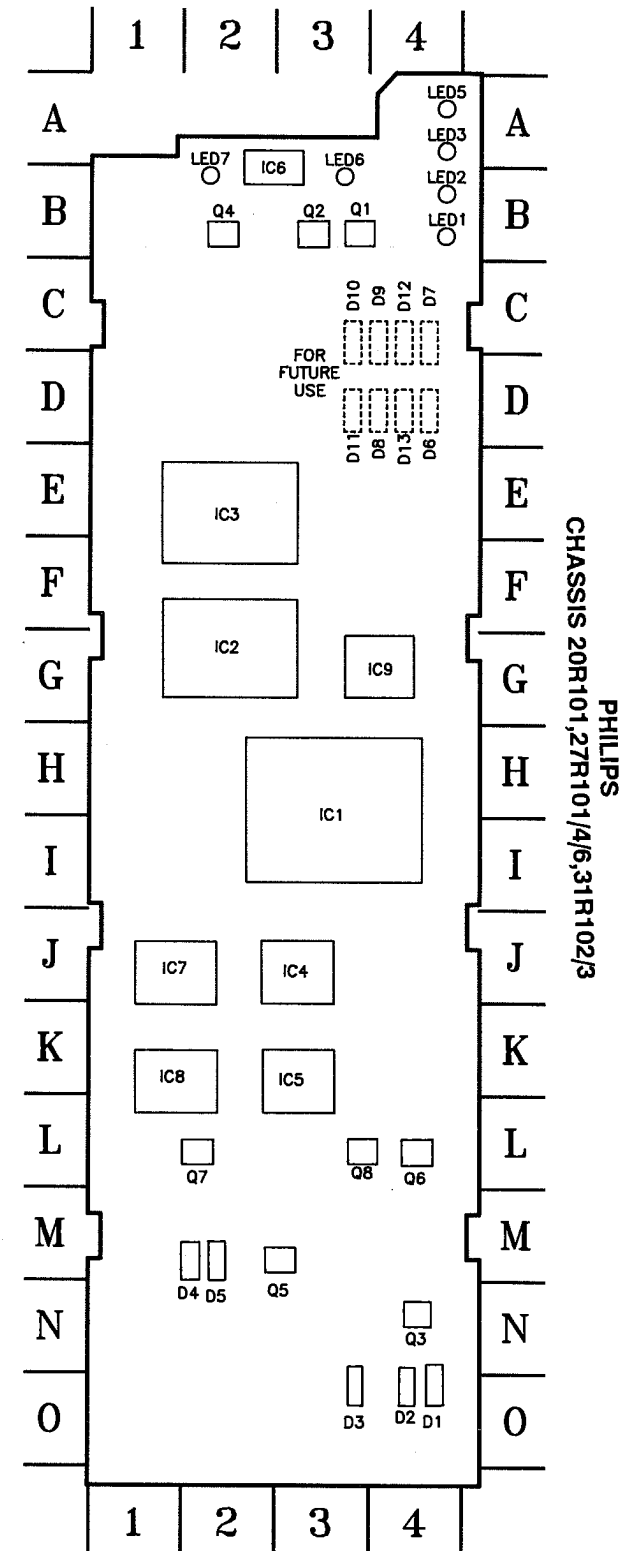 1 2 3 4
LED5
A A
LED3
LED7 IC6 LED6
LED2
B Q4 Q2 Q1 B
LED1
D10 D9 D12 D7
C C
FOR
FUTURE
USE
D D
D11 D8 D13 D6
E E
IC3
F F
IC2
G IC9 G
H H
IC1
I I
J IC7 IC4 J
K K
IC8 IC5
L L
Q7 Q8 Q6
M M
D4 D5 Q5
N N
Q3
O O
D3 D2 D1
1 2 3 4
PHILIPS
CHASSIS 20R101,27R101/4/6,31R102/3